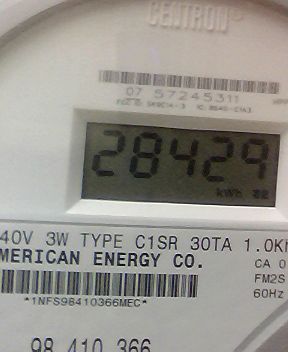 CENTRON®
07 57245311
28429
kWh
40V 3W TYPE C1SR 30TA 1.0Kh
MERICAN ENERGY CO.
CA 0
FM2S
60Hz
*1NFS98410366MEC*
98 410 366